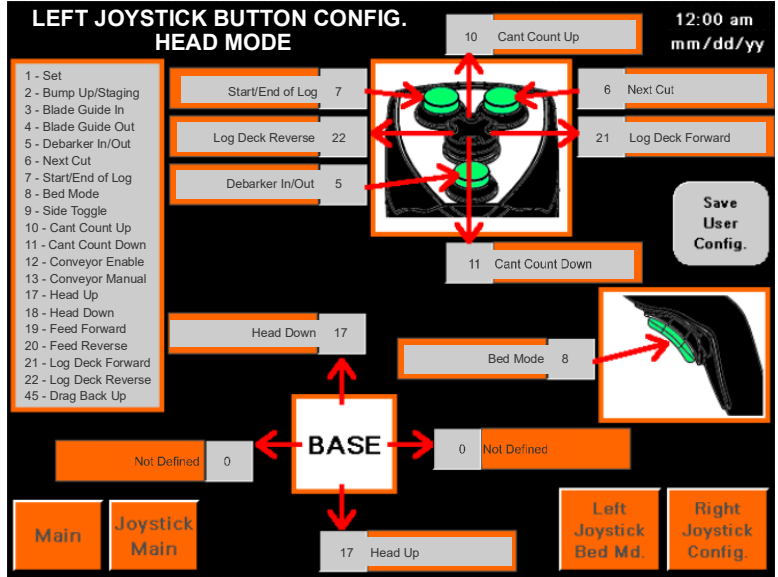 LEFT JOYSTICK BUTTON CONFIG.
HEAD MODE
12:00 am
mm/dd/yy
10 Cant Count Up
1 - Set
2 - Bump Up/Staging
3 - Blade Guide In
4 - Blade Guide Out
5 - Debarker In/Out
6 - Next Cut
7 - Start/End of Log
8 - Bed Mode
9 - Side Toggle
10 - Cant Count Up
11 - Cant Count Down
12 - Conveyor Enable
13 - Conveyor Manual
17 - Head Up
18 - Head Down
19 - Feed Forward
20 - Feed Reverse
21 - Log Deck Forward
22 - Log Deck Reverse
45 - Drag Back Up
Start/End of Log 7
6 Next Cut
Log Deck Reverse 22
21 Log Deck Forward
Debarker In/Out 5
Save
User
Config.
11 Cant Count Down
Head Down 17
Bed Mode 8
BASE
Not Defined 0
0 Not Defined
17 Head Up
Main
Joystick
Main
Left
Joystick
Bed Md.
Right
Joystick
Config.